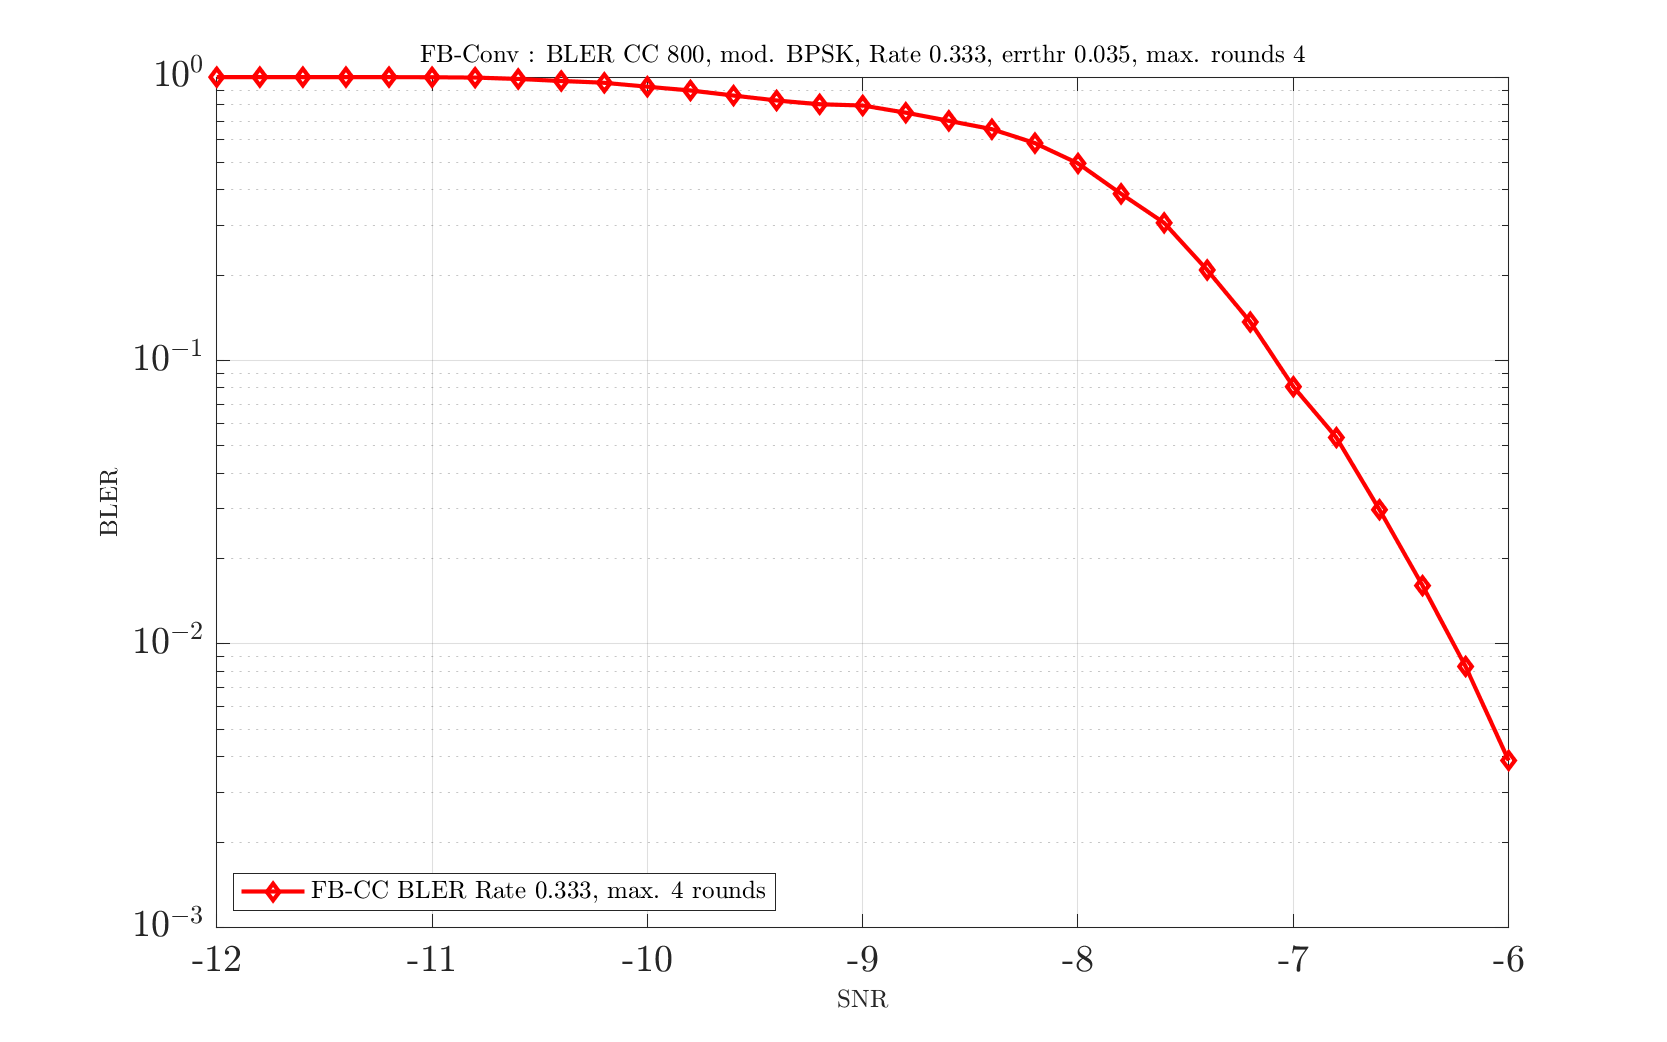 FB-Conv : BLER CC 800, mod. BPSK, Rate 0.333, errthr 0.035, max. rounds 4
10^0
10^−1
10^−2
10^−3
BLER
FB-CC BLER Rate 0.333, max. 4 rounds
-12 -11 -10 -9 -8 -7 -6
SNR